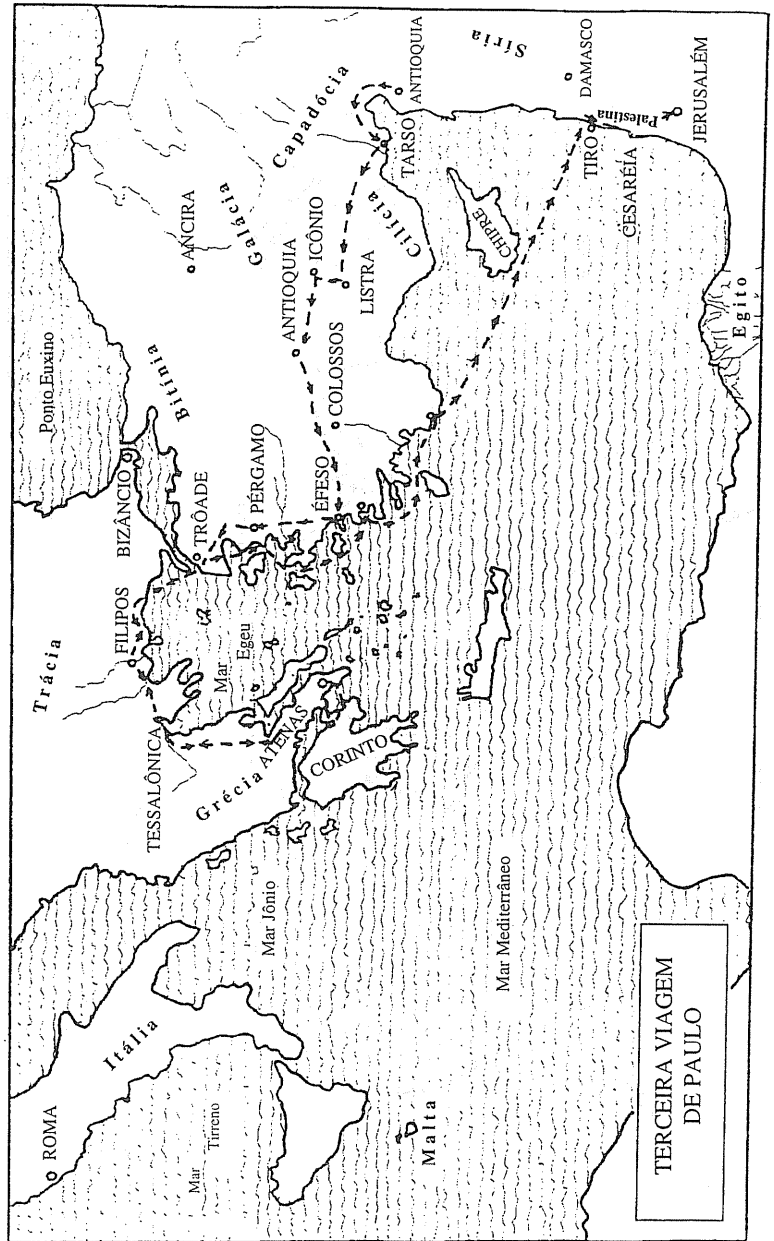 ROMA
Itália
Mar
Tirreno
Malta
Mar Jônio
Mar Mediterrâneo
Trácia
FILIPOS
TESSALÔNICA
Grécia
ATENAS
CORINTO
Mar
Egeu
BIZÂNCIO
TRÔADE
PÉRGAMO
ÉFESO
Ponto Euxino
Bitínia
ANCIRA
Galácia
Capadócia
ANTIOQUIA
ICÔNIO
LISTRA
COLOSSOS
Cilícia
TARSO
ANTIOQUIA
Síria
CHIPRE
DAMASCO
TIRO
CESARÉIA
Palestina
JERUSALÉM
Egito
TERCEIRA VIAGEM
DE PAULO